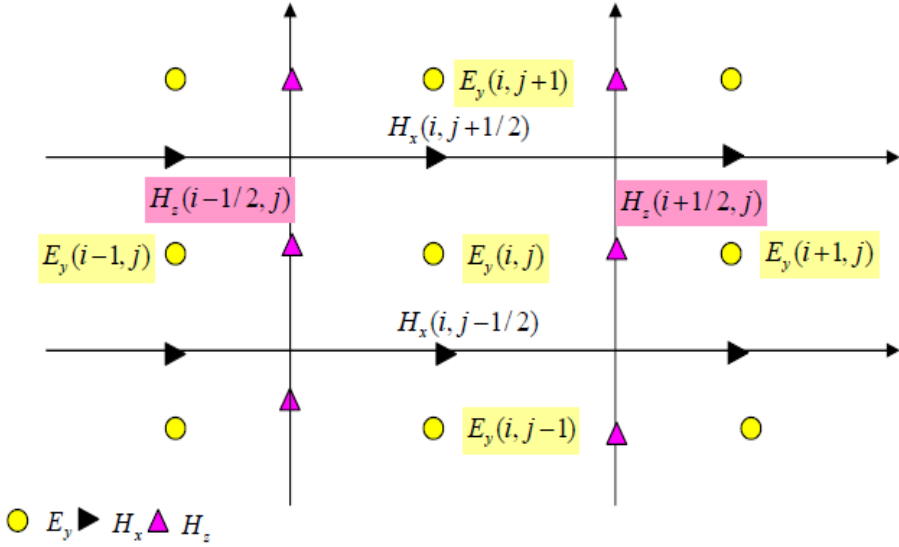 E_y(i, j+1)
H_x(i, j+1/2)
H_z(i−1/2, j) H_z(i+1/2, j)
E_y(i−1, j) E_y(i, j) E_y(i+1, j)
H_x(i, j−1/2)
E_y(i, j−1)
E_y H_x H_z